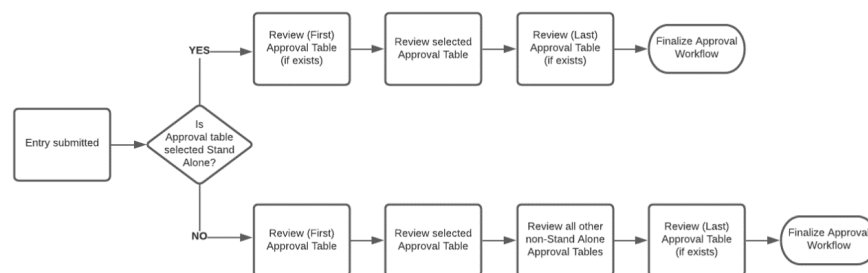 YES
Review (First)
Approval Table
(if exists)
Review selected
Approval Table
Review (Last)
Approval Table
(if exists)
Finalize Approval
Workflow
Entry submitted
Is
Approval table
selected Stand
Alone?
NO
Review (First)
Approval Table
Review selected
Approval Table
Review all other
non-Stand Alone
Approval Tables
Review (Last)
Approval Table
(if exists)
Finalize Approval
Workflow